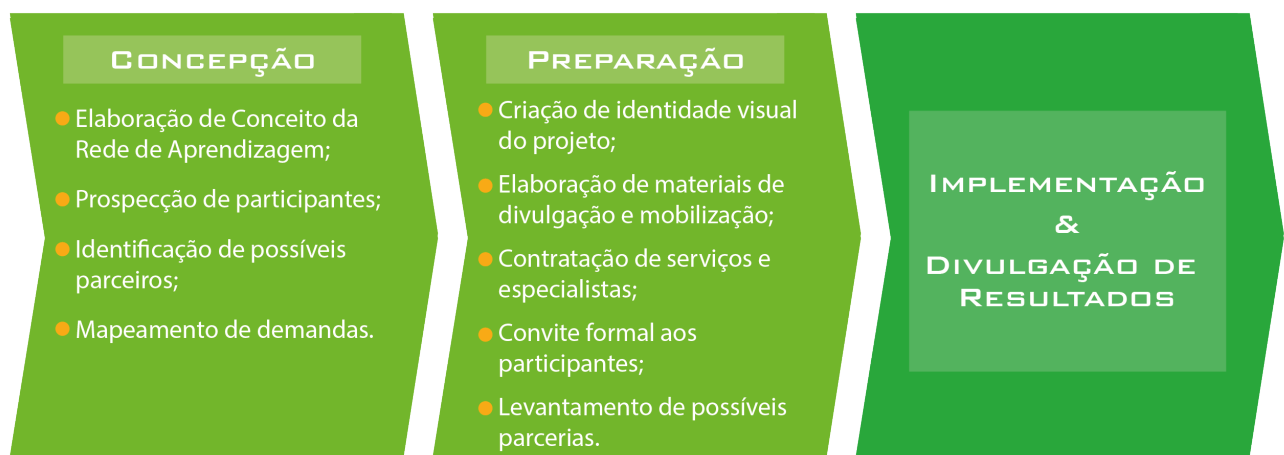 CONCEPÇÃO
Elaboração de Conceito da
Rede de Aprendizagem;
Prospecção de participantes;
Identificação de possíveis
parceiros;
Mapeamento de demandas.
PREPARAÇÃO
Criação de identidade visual
do projeto;
Elaboração de materiais de
divulgação e mobilização;
Contratação de serviços e
especialistas;
Convite formal aos
participantes;
Levantamento de possíveis
parcerias.
IMPLEMENTAÇÃO
&
DIVULGAÇÃO DE
RESULTADOS